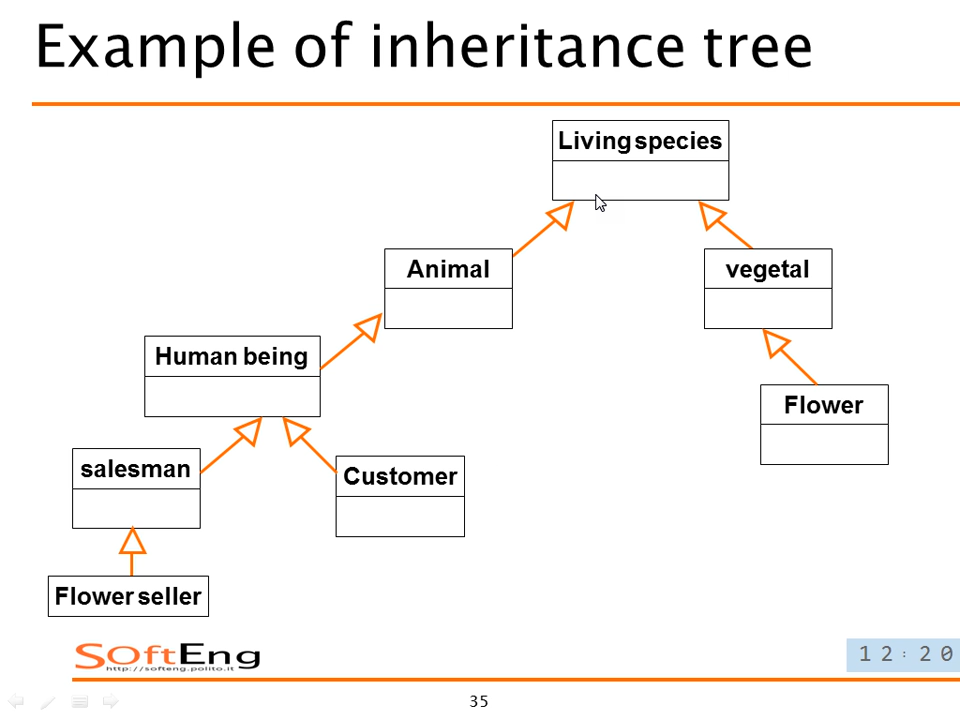 Example of inheritance tree
Living species
Animal
vegetal
Human being
Flower
salesman
Customer
Flower seller
SOftEng
http://softeng.polito.it
12:20
35